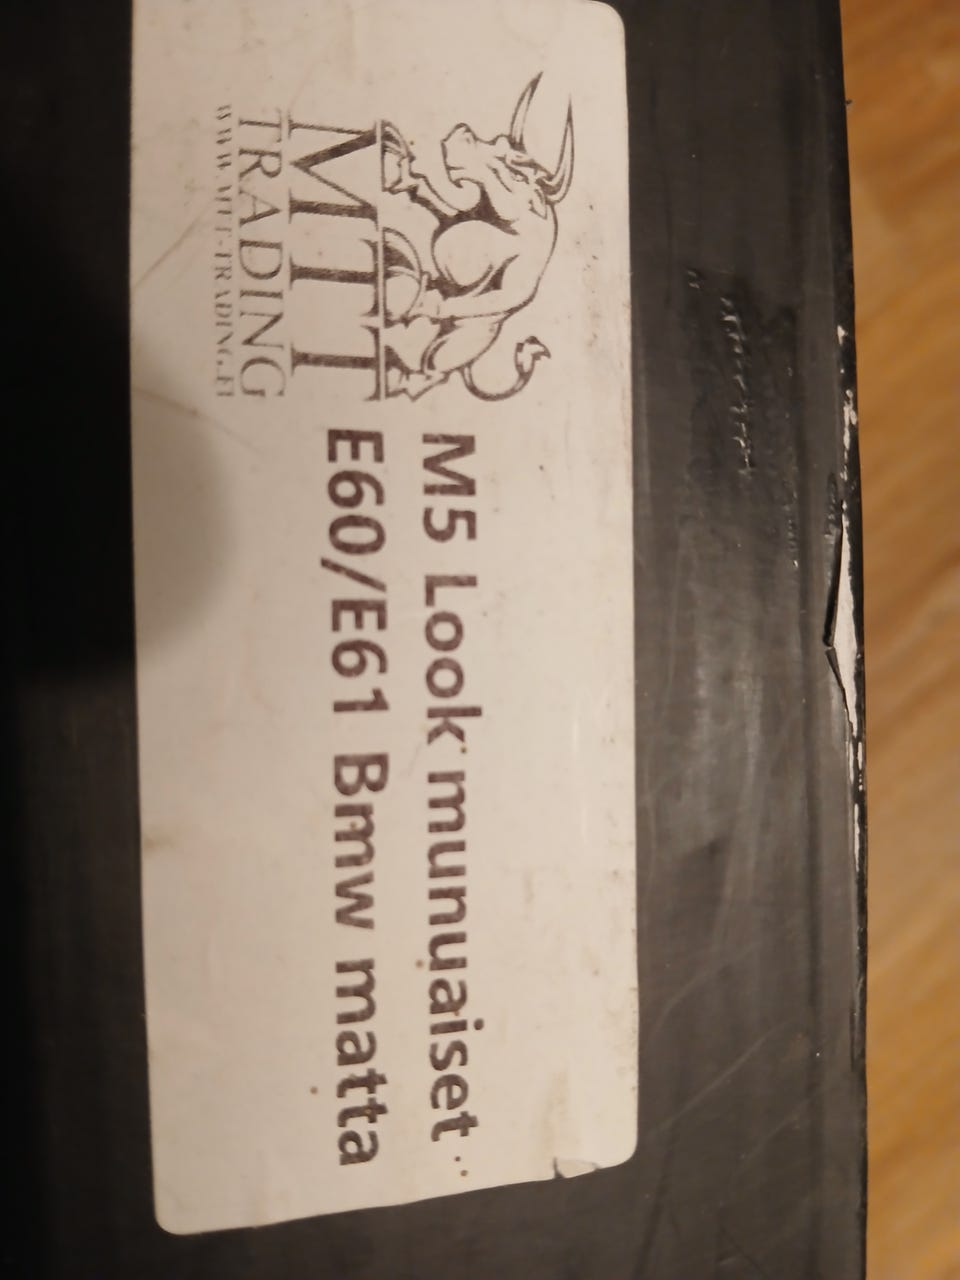 MTT
TRADING
WWW.MTT-TRADING.FI
M5 Look munuaiset
E60/E61 Bmw matta